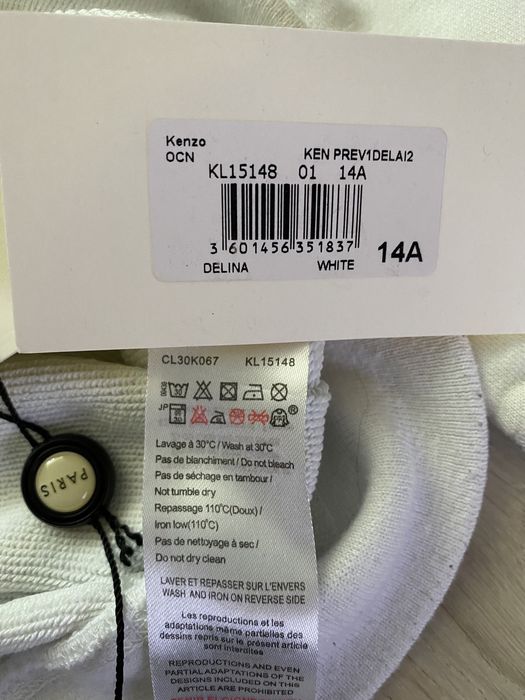 Kenzo
OCN
KEN PREV1DELAI2
KL15148 01 14A
3 601456 351837
14A
DELINA WHITE
CL30K067 KL15148
JP
PARIS
Lavage à 30°C / Wash at 30°C
Pas de blanchiment / Do not bleach
Pas de séchage en tambour /
Not tumble dry
Repassage 110°C(Doux) /
Iron low(110°C)
Pas de nettoyage à sec /
Do not dry clean
LAVER ET REPASSER SUR L'ENVERS
WASH AND IRON ON REVERSE SIDE
Les reproductions et les
adaptations même partielles des
dessins repris sur le présent article
sont interdites
REPRODUCTIONS AND EVEN
PARTIAL ADAPTATIONS OF THE
DESIGNS INCLUDED ON THIS
ARTICLE ARE PROHIBITED